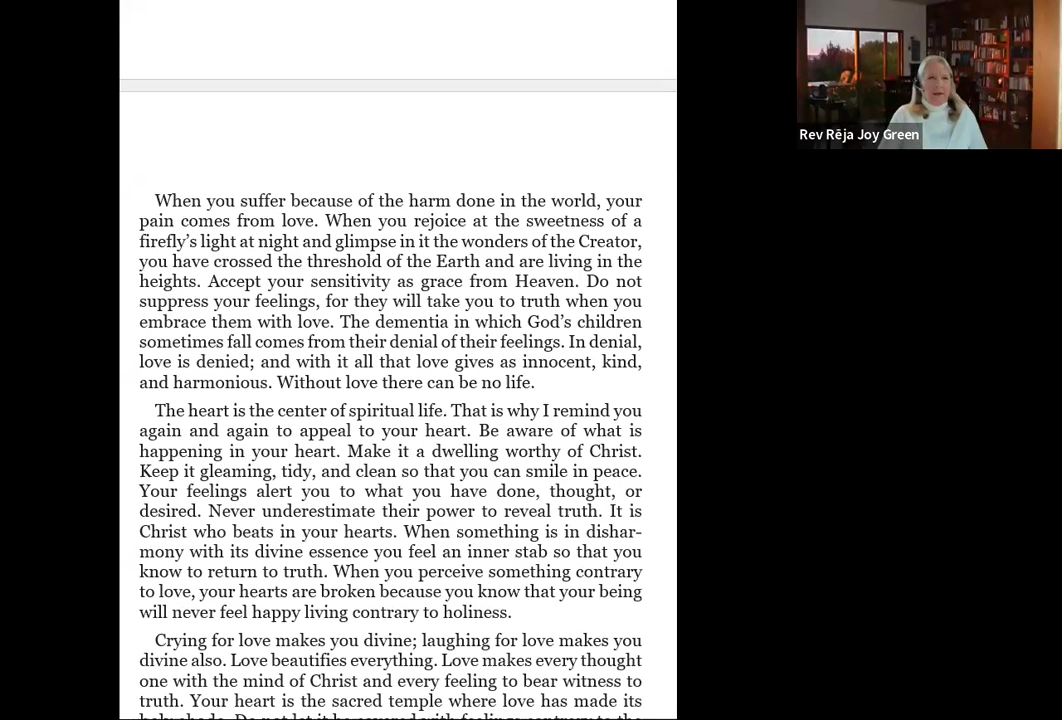 Rev Rēja Joy Green
When you suffer because of the harm done in the world, your
pain comes from love. When you rejoice at the sweetness of a
firefly's light at night and glimpse in it the wonders of the Creator,
you have crossed the threshold of the Earth and are living in the
heights. Accept your sensitivity as grace from Heaven. Do not
suppress your feelings, for they will take you to truth when you
embrace them with love. The dementia in which God's children
sometimes fall comes from their denial of their feelings. In denial,
love is denied; and with it all that love gives as innocent, kind,
and harmonious. Without love there can be no life.
The heart is the center of spiritual life. That is why I remind you
again and again to appeal to your heart. Be aware of what is
happening in your heart. Make it a dwelling worthy of Christ.
Keep it gleaming, tidy, and clean so that you can smile in peace.
Your feelings alert you to what you have done, thought, or
desired. Never underestimate their power to reveal truth. It is
Christ who beats in your hearts. When something is in dishar-
mony with its divine essence you feel an inner stab so that you
know to return to truth. When you perceive something contrary
to love, your hearts are broken because you know that your being
will never feel happy living contrary to holiness.
Crying for love makes you divine; laughing for love makes you
divine also. Love beautifies everything. Love makes every thought
one with the mind of Christ and every feeling to bear witness to
truth. Your heart is the sacred temple where love has made its